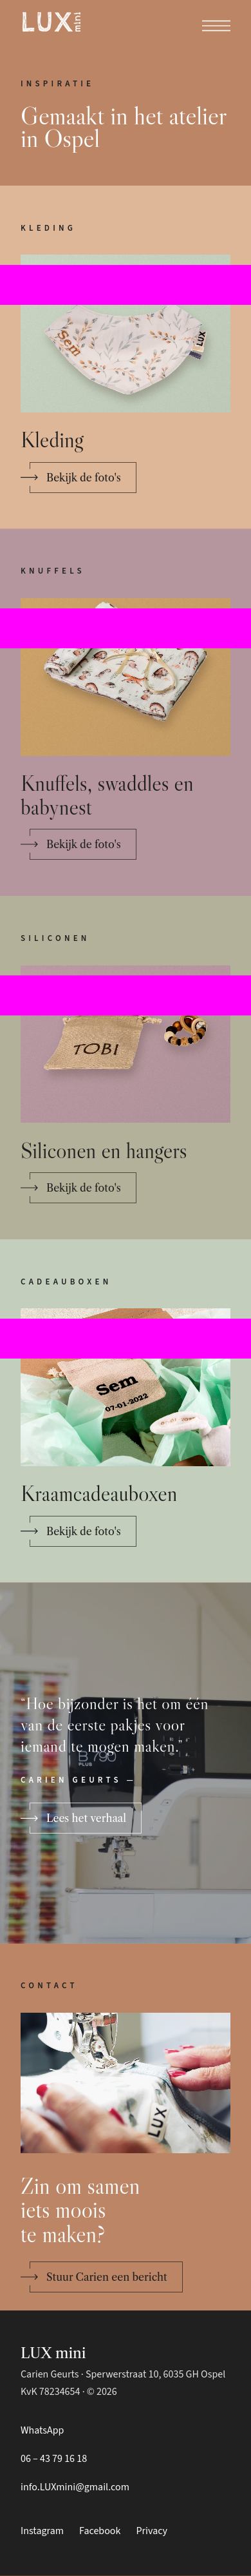 LUX mini
INSPIRATIE
Gemaakt in het atelier
in Ospel
KLEDING
Sem
LUX
Kleding
Bekijk de foto's
KNUFFELS
Knuffels, swaddles en
babynest
Bekijk de foto's
SILICONEN
TOBI
Siliconen en hangers
Bekijk de foto's
CADEAUBOXEN
Sem
07-01-2022
Kraamcadeauboxen
Bekijk de foto's
“Hoe bijzonder is het om één
van de eerste pakjes voor
iemand te mogen maken.”
B 790
PLUS
CARIEN GEURTS —
Lees het verhaal
CONTACT
LUX
Zin om samen
iets moois
te maken?
Stuur Carien een bericht
LUX mini
Carien Geurts · Sperwerstraat 10, 6035 GH Ospel
KvK 78234654 · © 2026
WhatsApp
06 – 43 79 16 18
info.LUXmini@gmail.com
Instagram Facebook Privacy